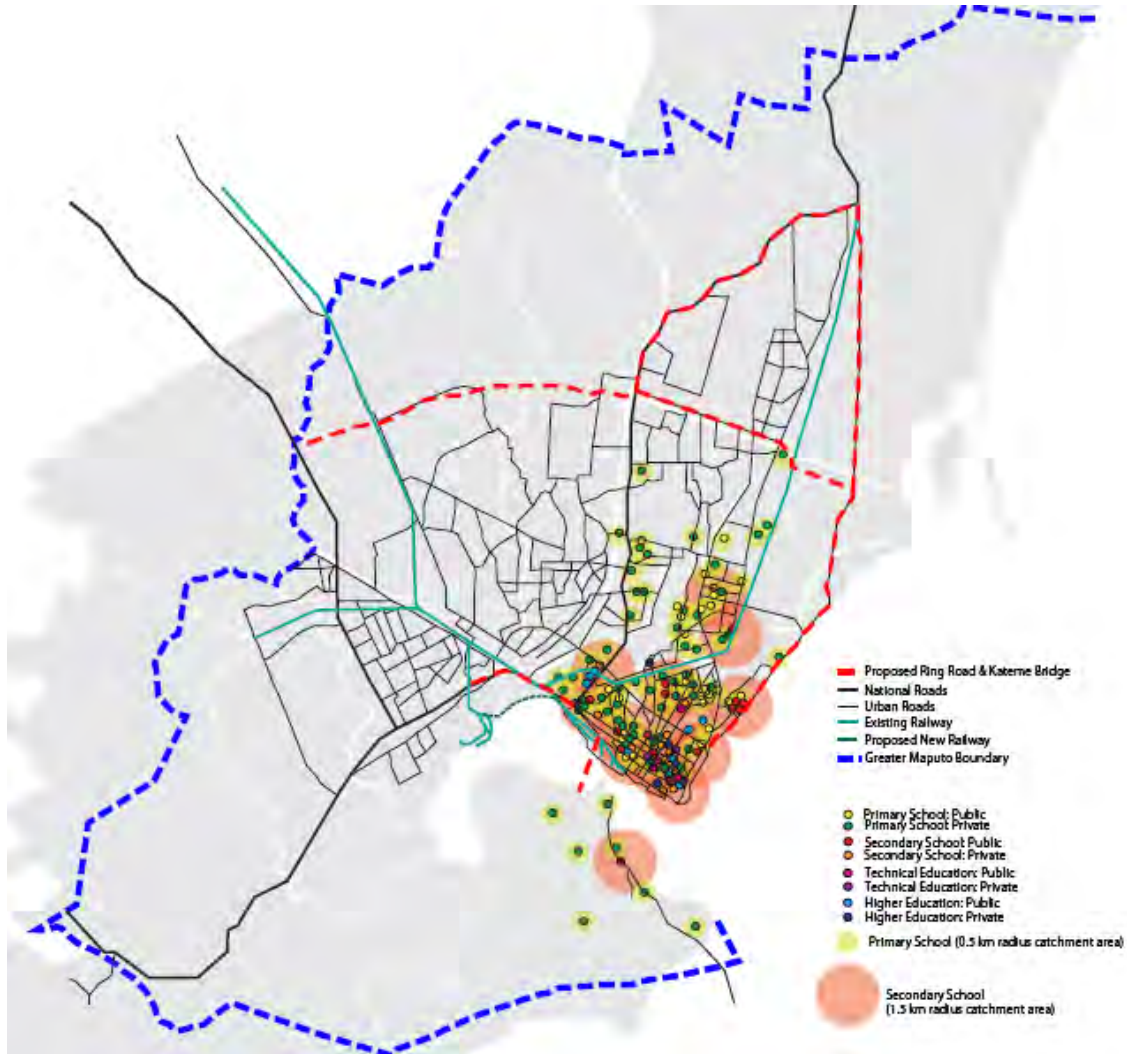 Proposed Ring Road & Kateme Bridge
National Roads
Urban Roads
Existing Railway
Proposed New Railway
Greater Maputo Boundary
Primary School: Public
Primary School: Private
Secondary School: Public
Secondary School: Private
Technical Education: Public
Technical Education: Private
Higher Education: Public
Higher Education: Private
Primary School (0.5 km radius catchment area)
Secondary School
(1.5 km radius catchment area)